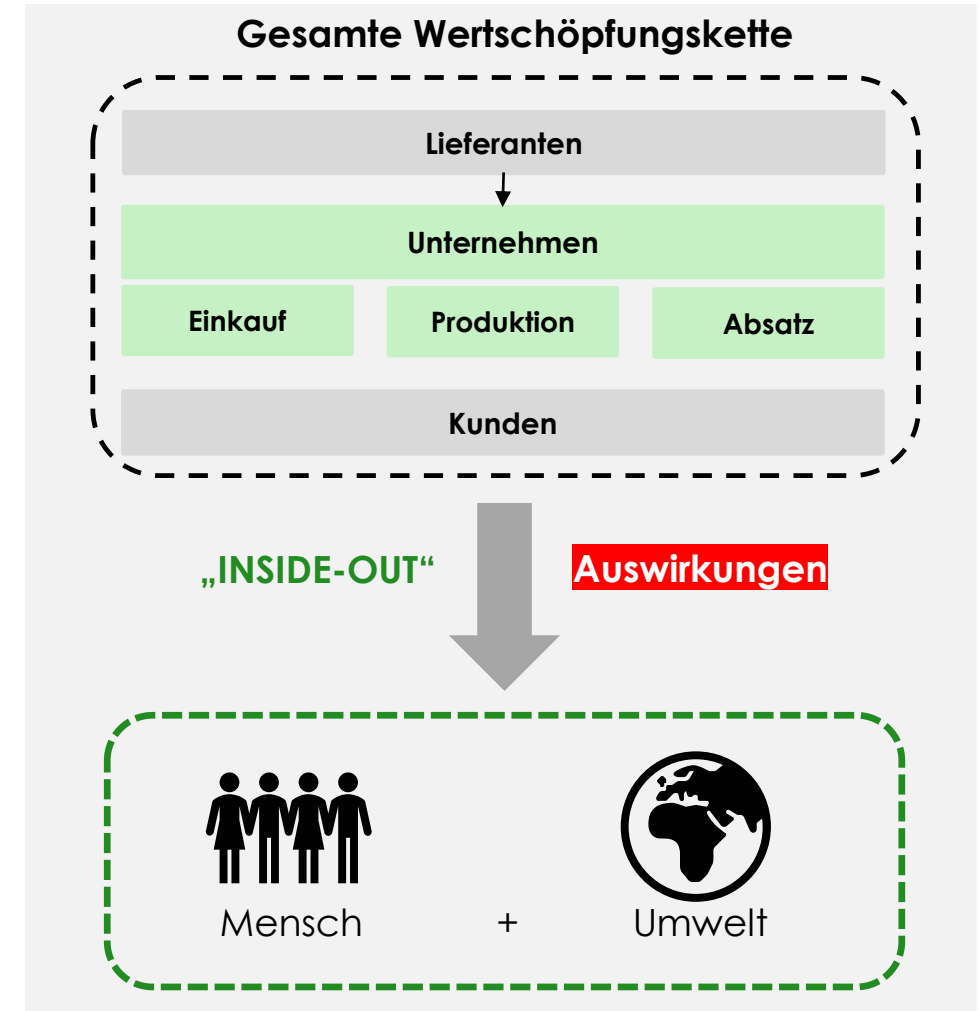 Gesamte Wertschöpfungskette
Lieferanten
Unternehmen
Einkauf
Produktion
Absatz
Kunden
„INSIDE-OUT“
Auswirkungen
Mensch + Umwelt